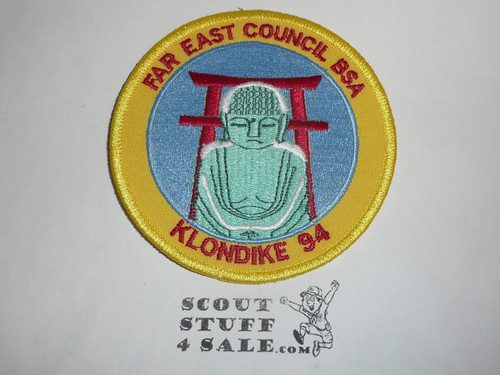 FAR EAST COUNCIL BSA
KLONDIKE 94
SCOUT
STUFF
4 SALE.COM